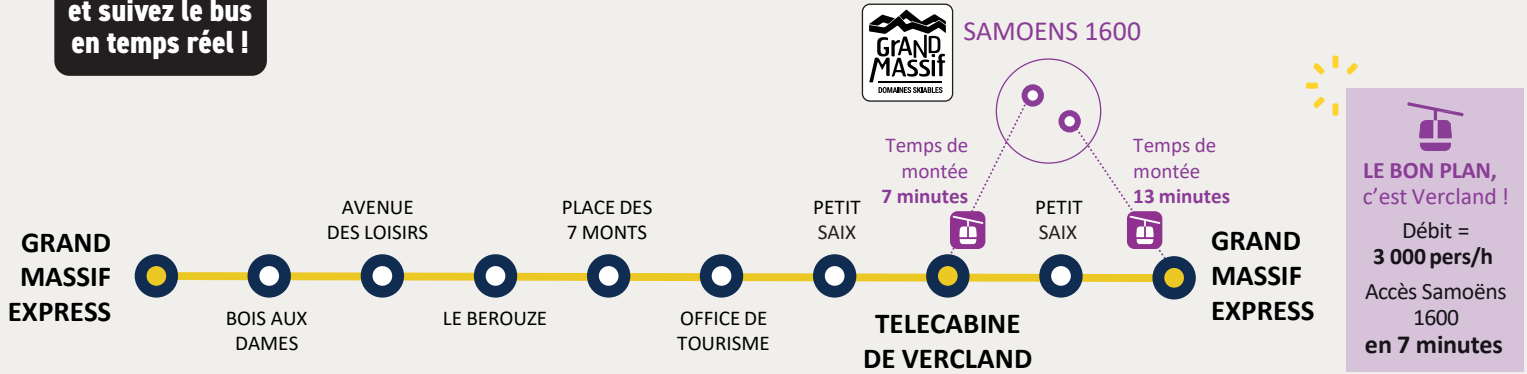 et suivez le bus
en temps réel !
GrAND
MASSif
DOMAINES SKIABLES
SAMOENS 1600
Temps de
montée
7 minutes
Temps de
montée
13 minutes
GRAND
MASSIF
EXPRESS
BOIS AUX
DAMES
AVENUE
DES LOISIRS
LE BEROUZE
PLACE DES
7 MONTS
OFFICE DE
TOURISME
PETIT
SAIX
TELECABINE
DE VERCLAND
PETIT
SAIX
GRAND
MASSIF
EXPRESS
LE BON PLAN,
c'est Vercland !
Débit =
3 000 pers/h
Accès Samoëns
1600
en 7 minutes